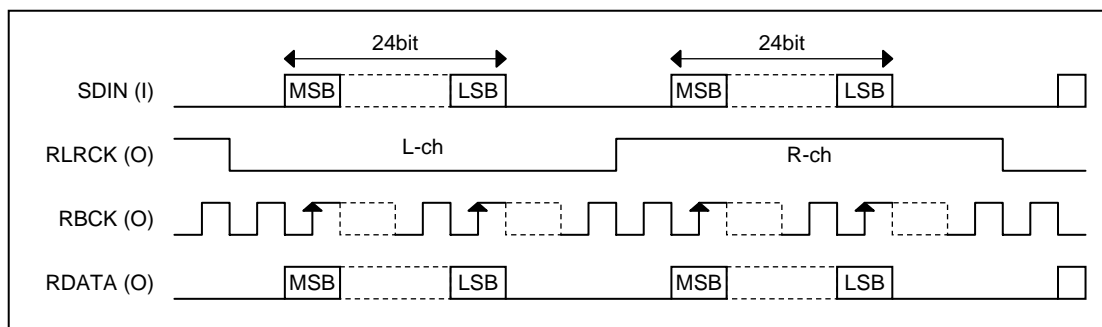 24bit 24bit
SDIN (I) MSB LSB MSB LSB
RLRCK (O) L-ch R-ch
RBCK (O)
RDATA (O) MSB LSB MSB LSB